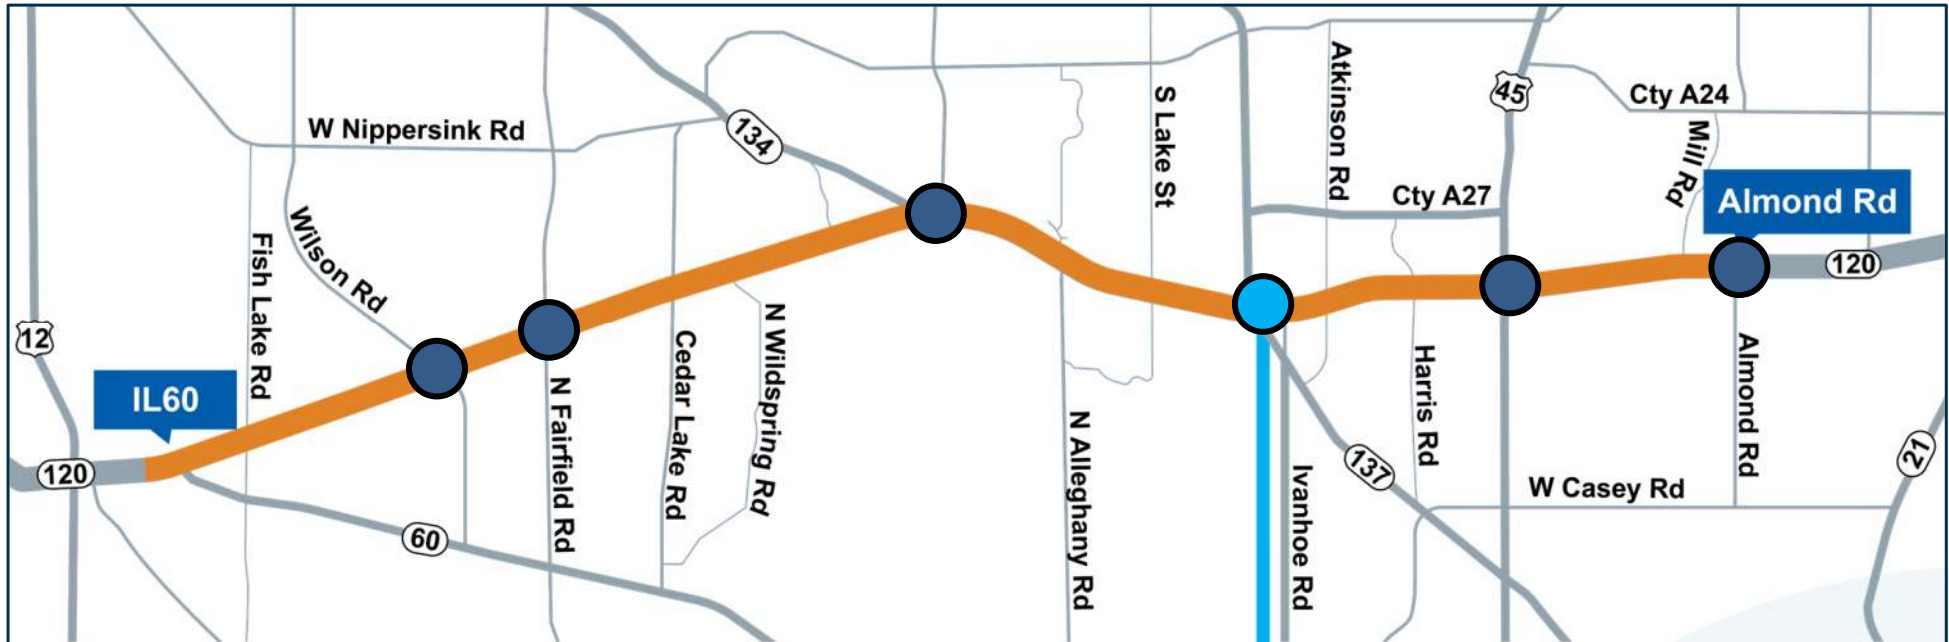 W Nippersink Rd
134
S Lake St
Atkinson Rd
45
Cty A24
Mill Rd
Cty A27
Almond Rd
120
Fish Lake Rd
Wilson Rd
12
IL60
120
60
N Fairfield Rd
Cedar Lake Rd
N Wildspring Rd
N Alleghany Rd
Ivanhoe Rd
137
Harris Rd
W Casey Rd
Almond Rd
21